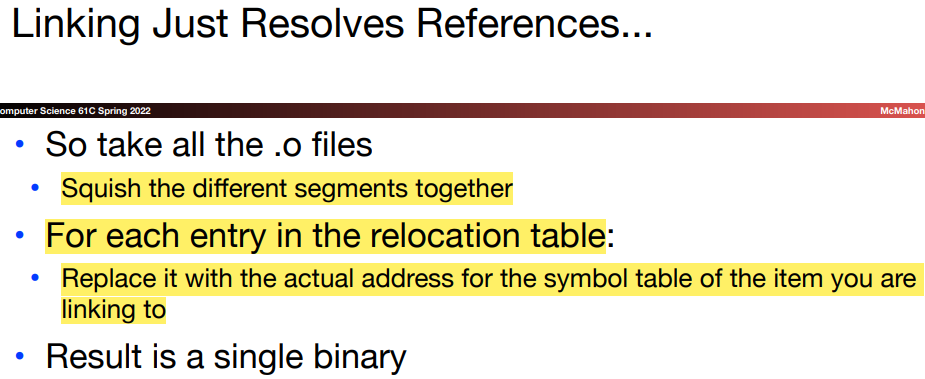 Linking Just Resolves References...
omputer Science 61C Spring 2022
McMahon
• So take all the .o files
• Squish the different segments together
• For each entry in the relocation table:
• Replace it with the actual address for the symbol table of the item you are
linking to
• Result is a single binary